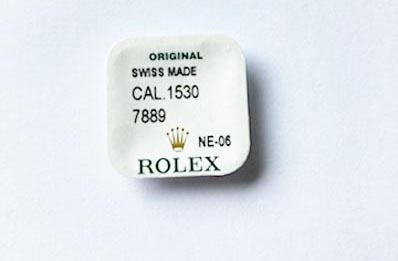 ORIGINAL
SWISS MADE
CAL.1530
7889
NE-06
ROLEX